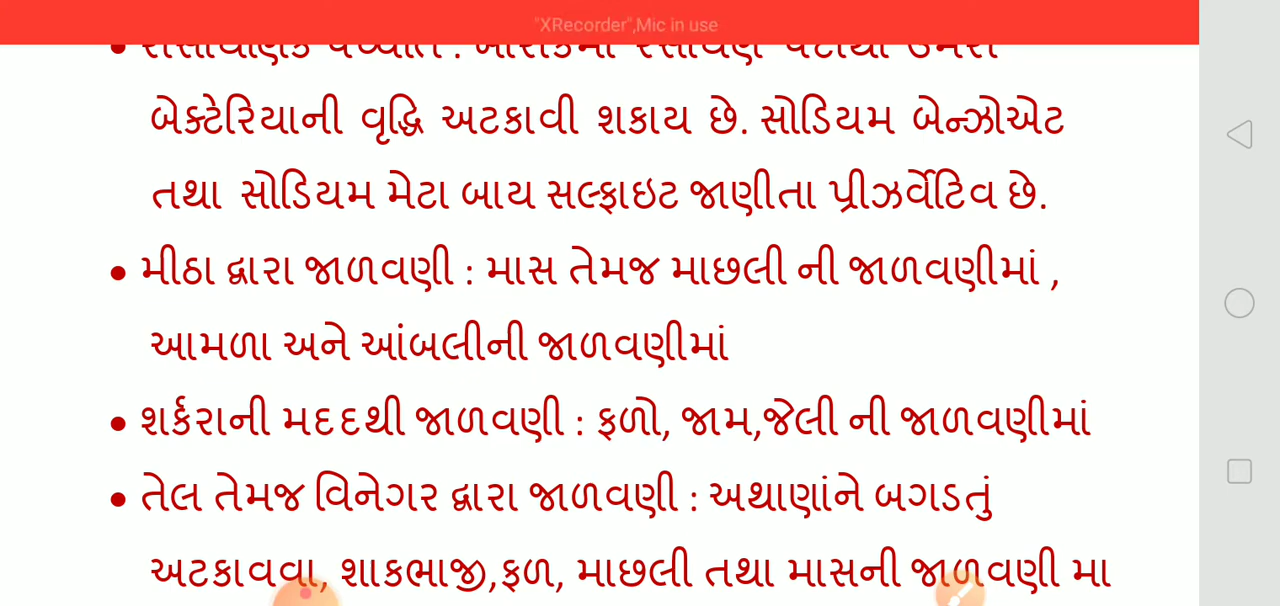 "XRecorder",Mic in use
બેક્ટેરિયાની વૃદ્ધિ અટકાવી શકાય છે. સોડિયમ બેન્ઝોએટ
તથા સોડિયમ મેટા બાય સલ્ફાઇટ જાણીતા પ્રીઝર્વેટિવ છે.
• મીઠા દ્વારા જાળવણી : માસ તેમજ માછલી ની જાળવણીમાં ,
આમળા અને આંબલીની જાળવણીમાં
• શર્કરાની મદદથી જાળવણી : ફળો, જામ,જેલી ની જાળવણીમાં
• તેલ તેમજ વિનેગર દ્વારા જાળવણી : અથાણાંને બગડતું
અટકાવવા, શાકભાજી,ફળ, માછલી તથા માસની જાળવણી મા